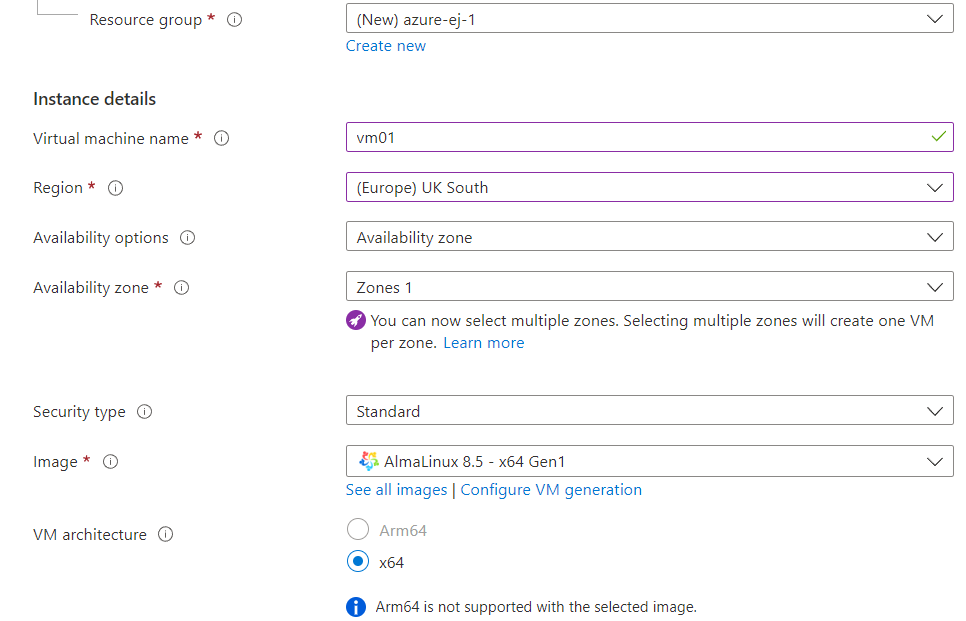 Resource group * (New) azure-ej-1
Create new
Instance details
Virtual machine name * vm01
Region * (Europe) UK South
Availability options Availability zone
Availability zone * Zones 1
You can now select multiple zones. Selecting multiple zones will create one VM
per zone. Learn more
Security type Standard
Image * AlmaLinux 8.5 - x64 Gen1
See all images | Configure VM generation
VM architecture Arm64
x64
Arm64 is not supported with the selected image.